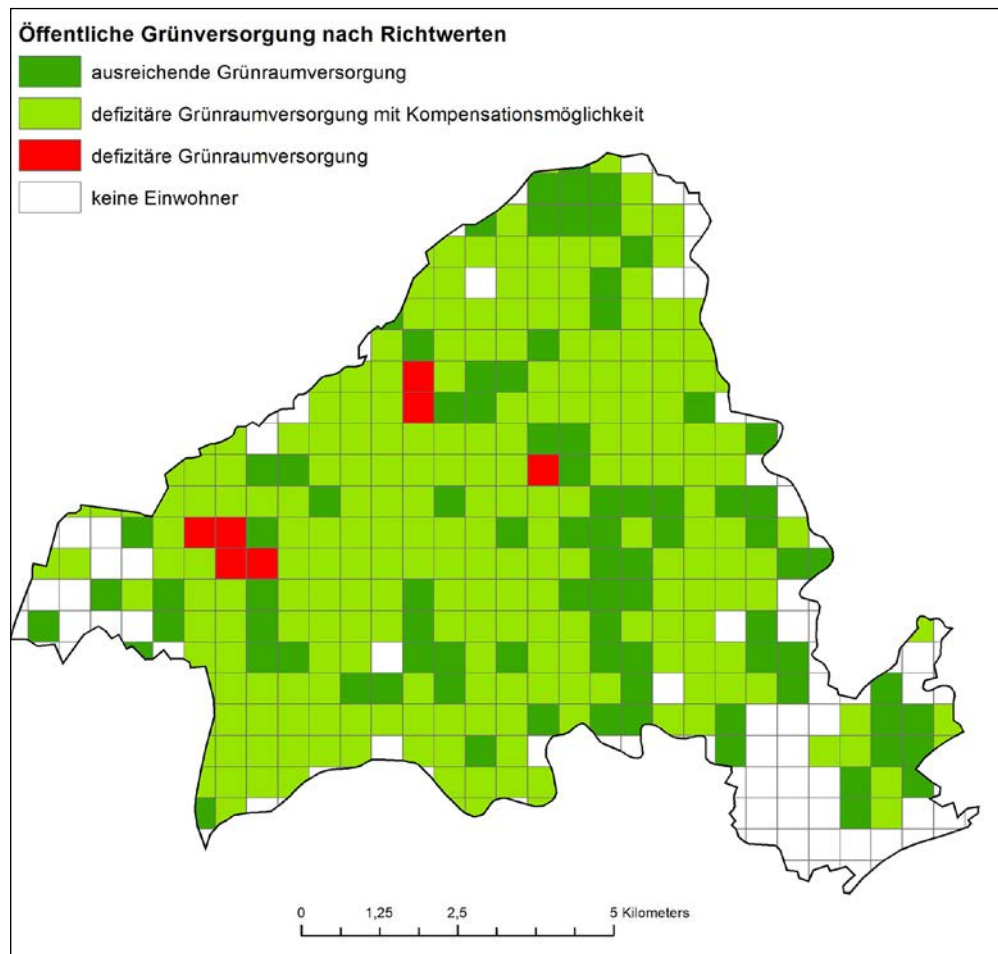 Öffentliche Grünversorgung nach Richtwerten
ausreichende Grünraumversorgung
defizitäre Grünraumversorgung mit Kompensationsmöglichkeit
defizitäre Grünraumversorgung
keine Einwohner
0 1,25 2,5 5 Kilometers